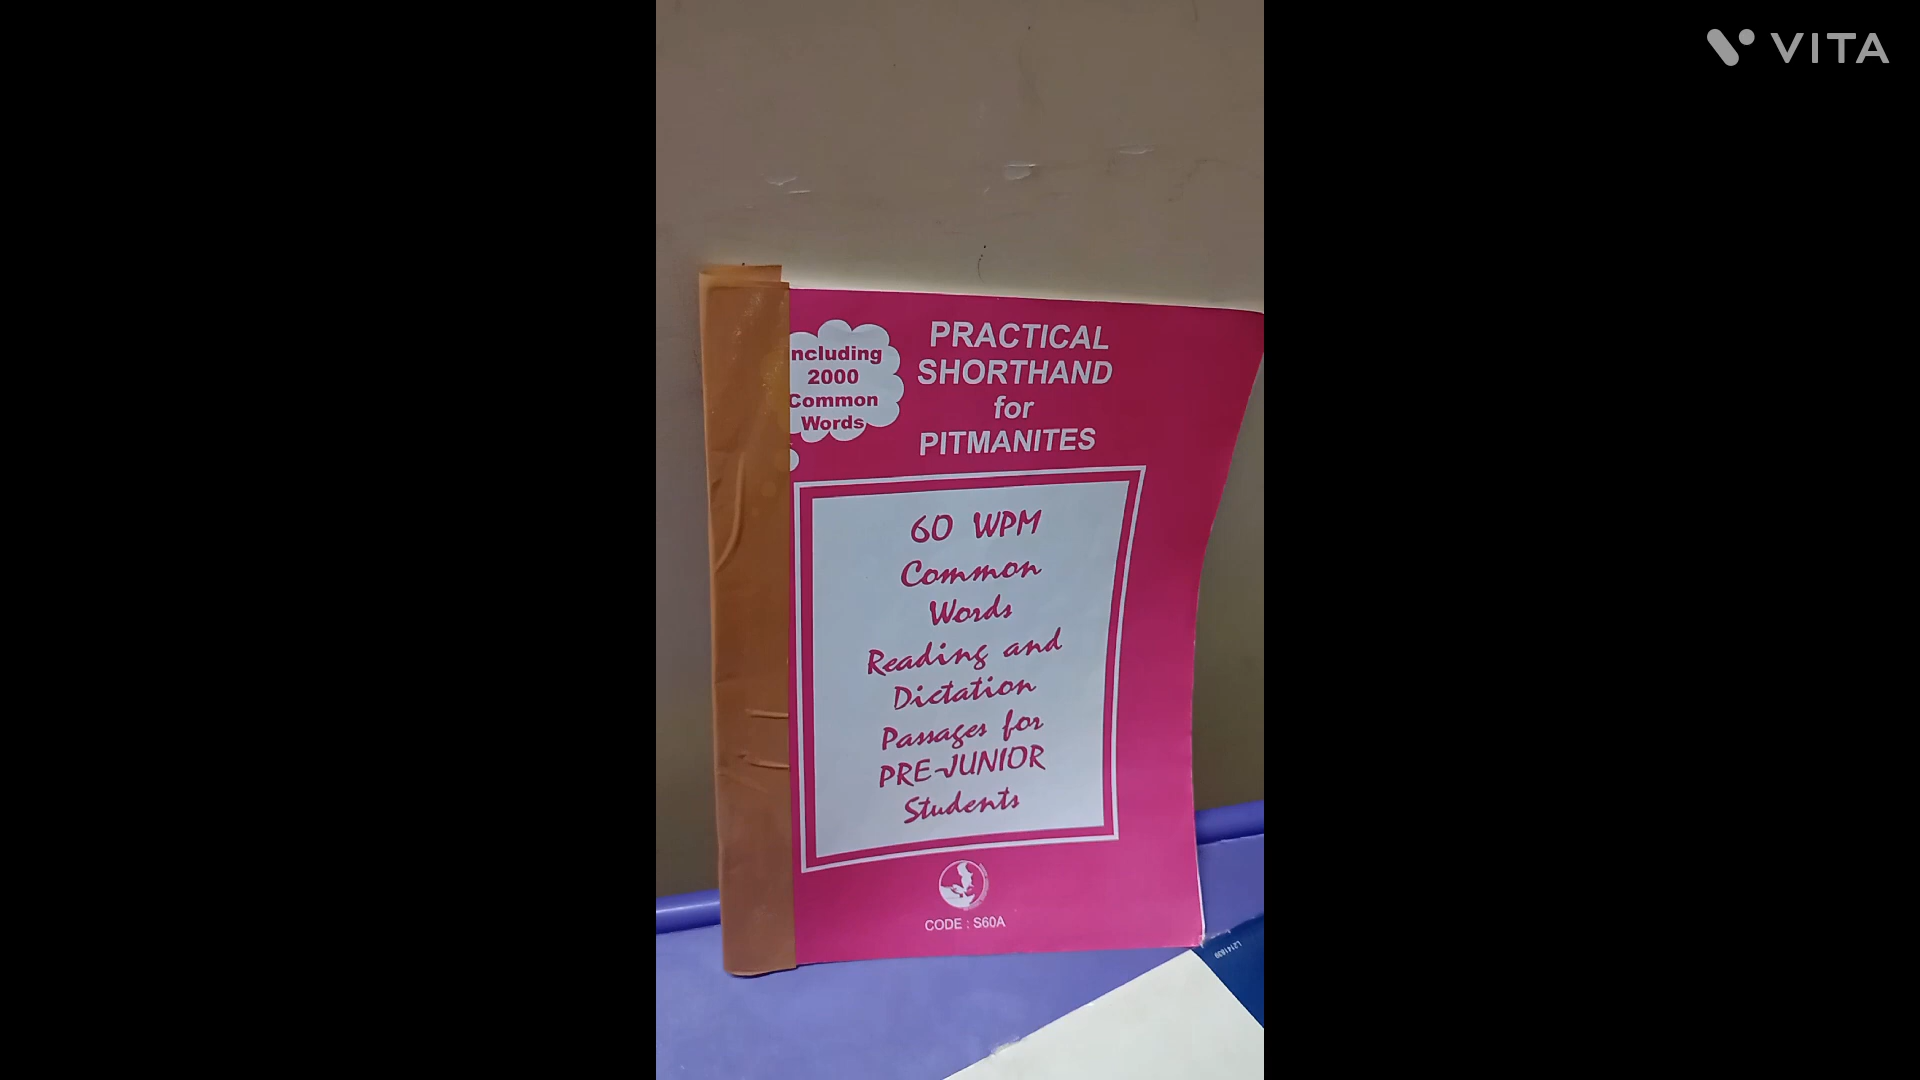 VITA
ncluding
2000
Common
Words
PRACTICAL
SHORTHAND
for
PITMANITES
60 WPM
Common
Words
Reading and
Dictation
Passages for
PRE-JUNIOR
Students
CODE : S60A
L2141639